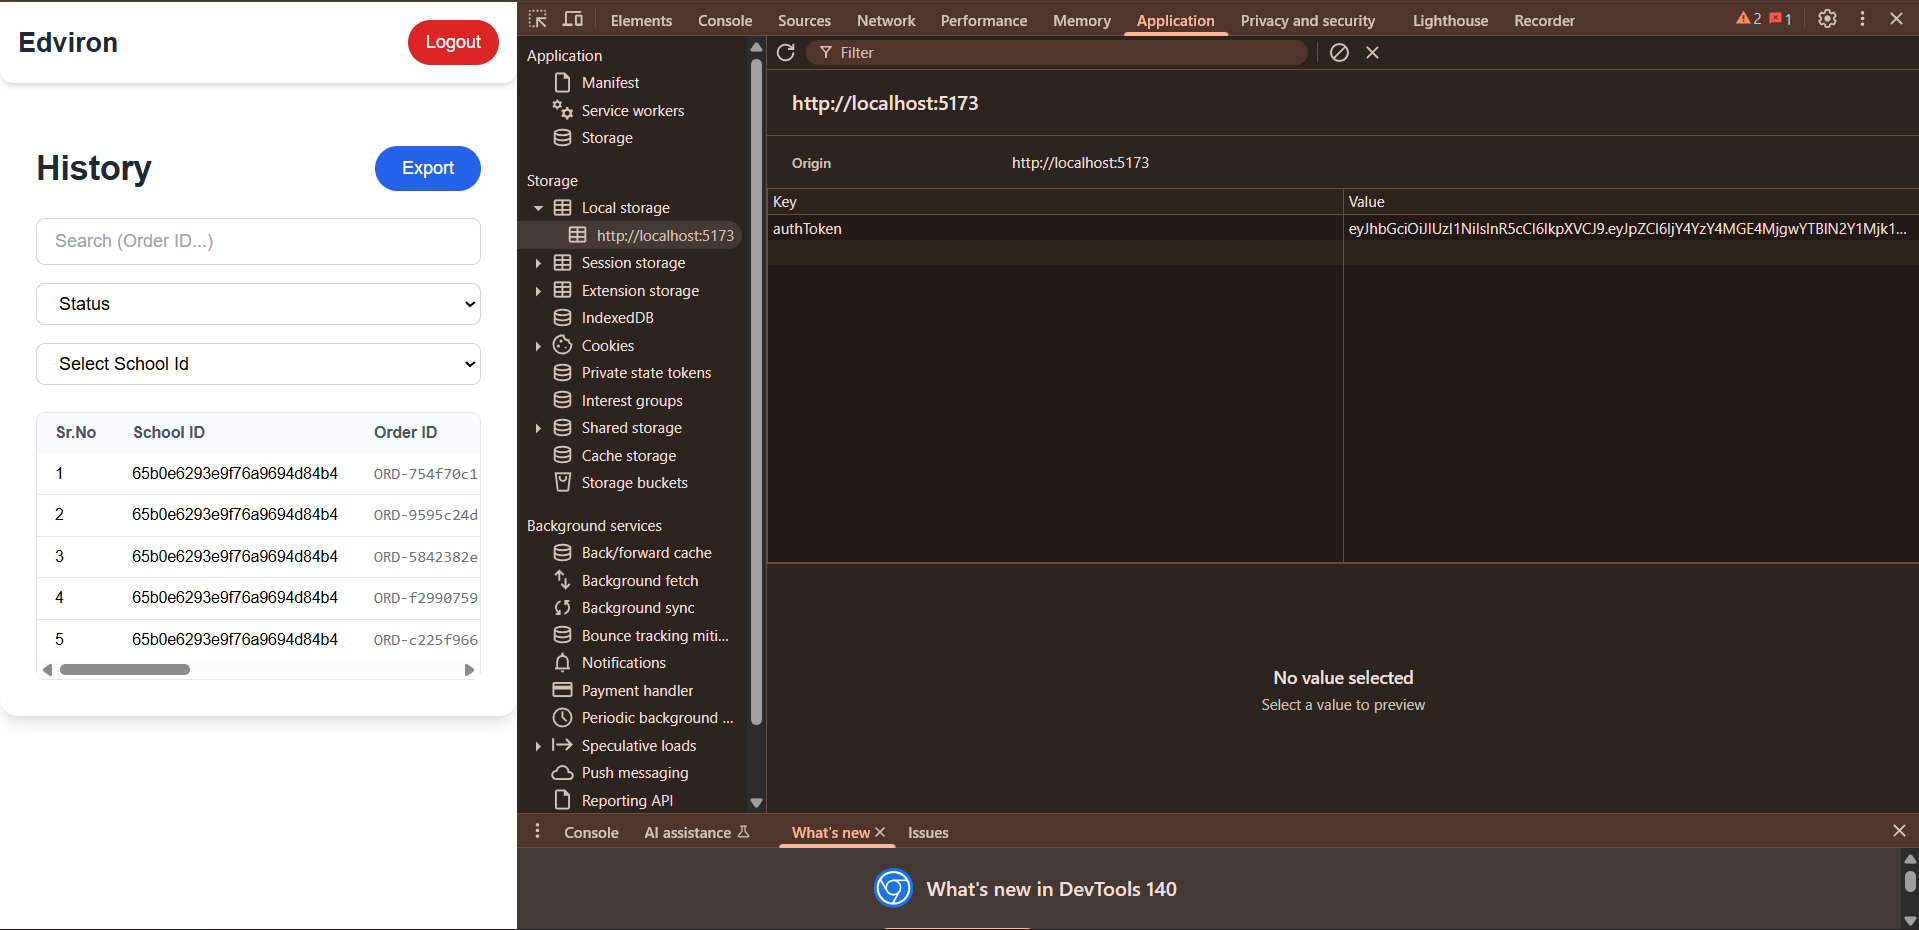 Edviron
Logout
History
Export
Search (Order ID...)
Status
Select School Id
Sr.No School ID Order ID
1 65b0e6293e9f76a9694d84b4 ORD-754f70c1
2 65b0e6293e9f76a9694d84b4 ORD-9595c24d
3 65b0e6293e9f76a9694d84b4 ORD-5842382e
4 65b0e6293e9f76a9694d84b4 ORD-f2990759
5 65b0e6293e9f76a9694d84b4 ORD-c225f966
Elements Console Sources Network Performance Memory Application Privacy and security Lighthouse Recorder 2 1
Application
Manifest
Service workers
Storage
Storage
Local storage
http://localhost:5173
Session storage
Extension storage
IndexedDB
Cookies
Private state tokens
Interest groups
Shared storage
Cache storage
Storage buckets
Background services
Back/forward cache
Background fetch
Background sync
Bounce tracking miti...
Notifications
Payment handler
Periodic background ...
Speculative loads
Push messaging
Reporting API
Filter
http://localhost:5173
Origin http://localhost:5173
Key Value
authToken eyJhbGciOiJIUzI1NiIsInR5cCI6IkpXVCJ9.eyJpZCI6IjY4YzY4MGE4MjgwYTBlN2Y1Mjk1...
No value selected
Select a value to preview
Console AI assistance What's new Issues
What's new in DevTools 140